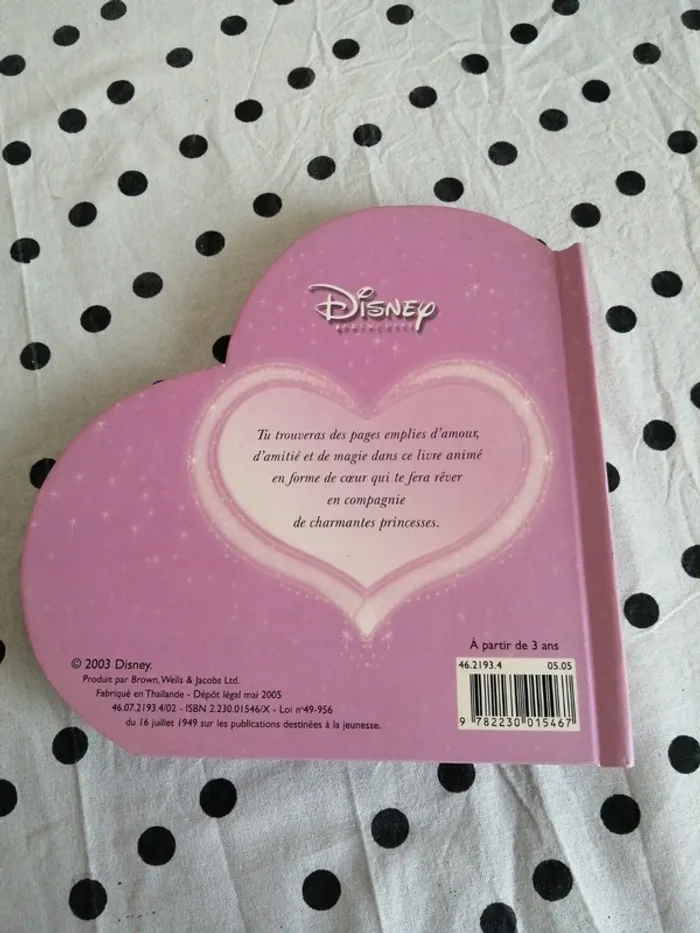 Disney
PRINCESSE
Tu trouveras des pages emplies d'amour,
d'amitié et de magie dans ce livre animé
en forme de cœur qui te fera rêver
en compagnie
de charmantes princesses.
À partir de 3 ans
46.2193.4 05.05
9 782230 015467
© 2003 Disney.
Produit par Brown, Wells & Jacobs Ltd.
Fabriqué en Thaïlande - Dépôt légal mai 2005
46.07.2193.4/02 - ISBN 2.230.01546/X - Loi n°49-956
du 16 juillet 1949 sur les publications destinées à la jeunesse.